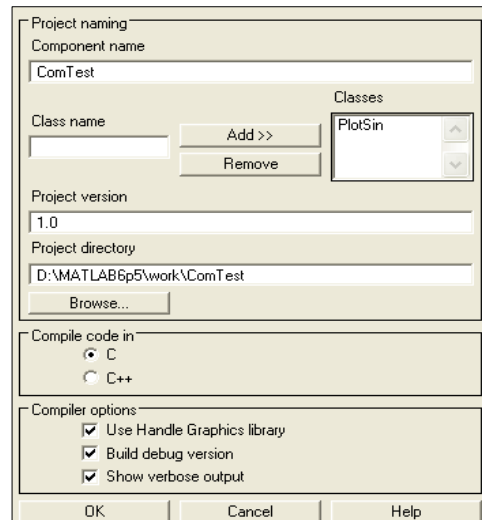 Project naming
Component name
ComTest
Classes
Class name
PlotSin
Add >>
Remove
Project version
1.0
Project directory
D:\MATLAB6p5\work\ComTest
Browse...
Compile code in
C
C++
Compiler options
Use Handle Graphics library
Build debug version
Show verbose output
OK Cancel Help